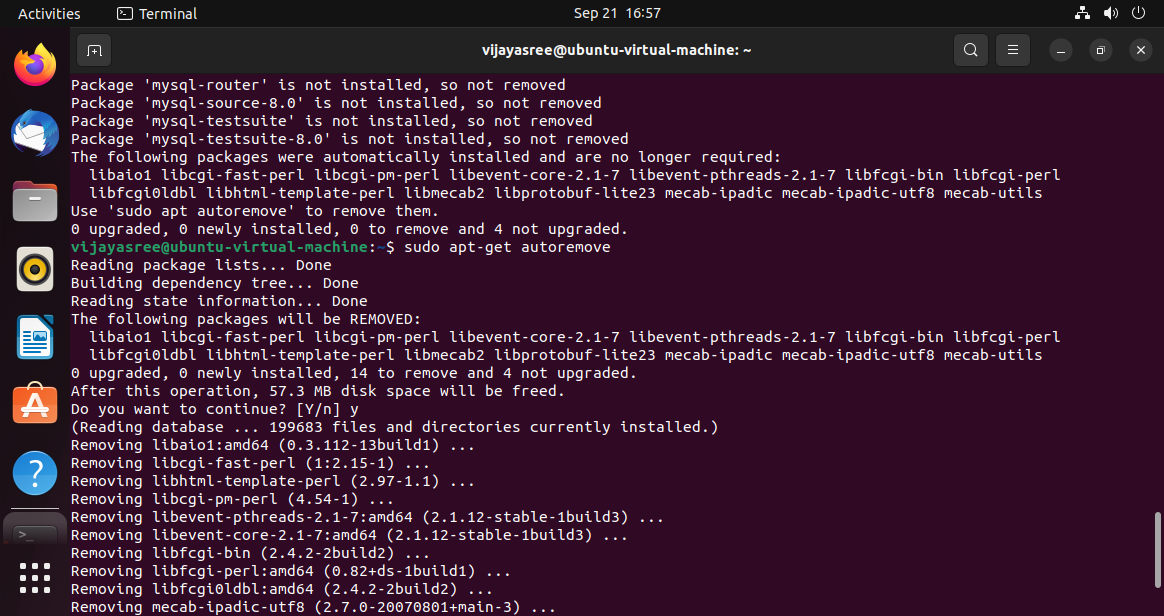 Activities Terminal Sep 21 16:57
vijayasree@ubuntu-virtual-machine: ~
Package 'mysql-router' is not installed, so not removed
Package 'mysql-source-8.0' is not installed, so not removed
Package 'mysql-testsuite' is not installed, so not removed
Package 'mysql-testsuite-8.0' is not installed, so not removed
The following packages were automatically installed and are no longer required:
  libaio1 libcgi-fast-perl libcgi-pm-perl libevent-core-2.1-7 libevent-pthreads-2.1-7 libfcgi-bin libfcgi-perl
  libfcgi0ldbl libhtml-template-perl libmecab2 libprotobuf-lite23 mecab-ipadic mecab-ipadic-utf8 mecab-utils
Use 'sudo apt autoremove' to remove them.
0 upgraded, 0 newly installed, 0 to remove and 4 not upgraded.
vijayasree@ubuntu-virtual-machine:~$ sudo apt-get autoremove
Reading package lists... Done
Building dependency tree... Done
Reading state information... Done
The following packages will be REMOVED:
  libaio1 libcgi-fast-perl libcgi-pm-perl libevent-core-2.1-7 libevent-pthreads-2.1-7 libfcgi-bin libfcgi-perl
  libfcgi0ldbl libhtml-template-perl libmecab2 libprotobuf-lite23 mecab-ipadic mecab-ipadic-utf8 mecab-utils
0 upgraded, 0 newly installed, 14 to remove and 4 not upgraded.
After this operation, 57.3 MB disk space will be freed.
Do you want to continue? [Y/n] y
(Reading database ... 199683 files and directories currently installed.)
Removing libaio1:amd64 (0.3.112-13build1) ...
Removing libcgi-fast-perl (1:2.15-1) ...
Removing libhtml-template-perl (2.97-1.1) ...
Removing libcgi-pm-perl (4.54-1) ...
Removing libevent-pthreads-2.1-7:amd64 (2.1.12-stable-1build3) ...
Removing libevent-core-2.1-7:amd64 (2.1.12-stable-1build3) ...
Removing libfcgi-bin (2.4.2-2build2) ...
Removing libfcgi-perl:amd64 (0.82+ds-1build1) ...
Removing libfcgi0ldbl:amd64 (2.4.2-2build2) ...
Removing mecab-ipadic-utf8 (2.7.0-20070801+main-3) ...